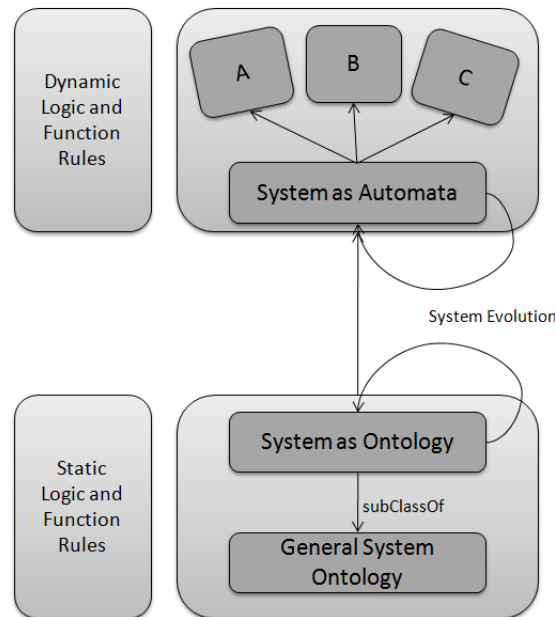 Dynamic
Logic and
Function
Rules
A
B
C
System as Automata
System Evolution
Static
Logic and
Function
Rules
System as Ontology
subClassOf
General System
Ontology